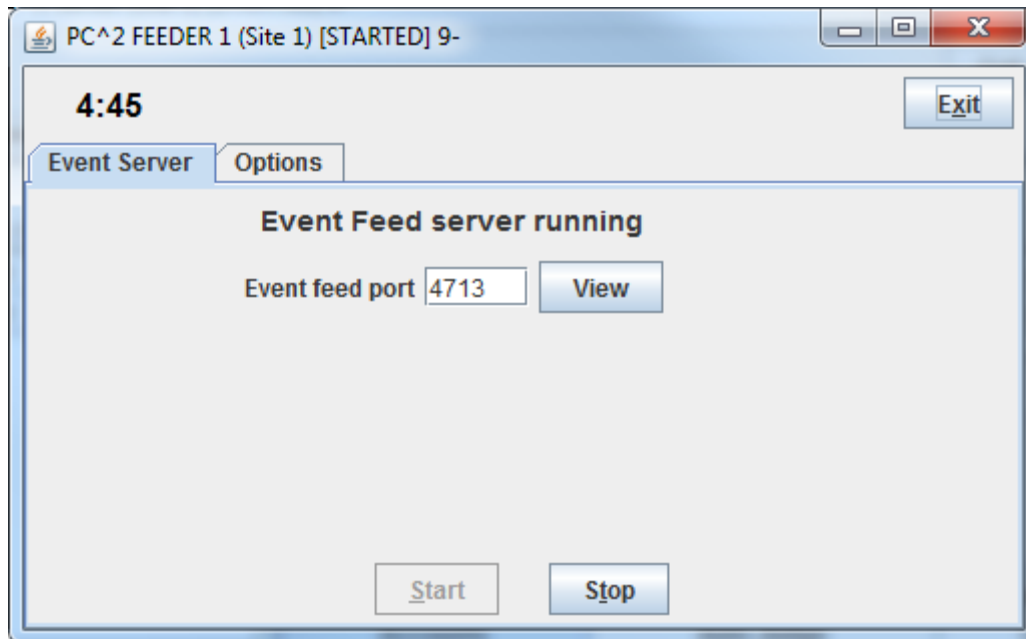 PC^2 FEEDER 1 (Site 1) [STARTED] 9-
4:45
Exit
Event Server Options
Event Feed server running
Event feed port 4713 View
Start Stop